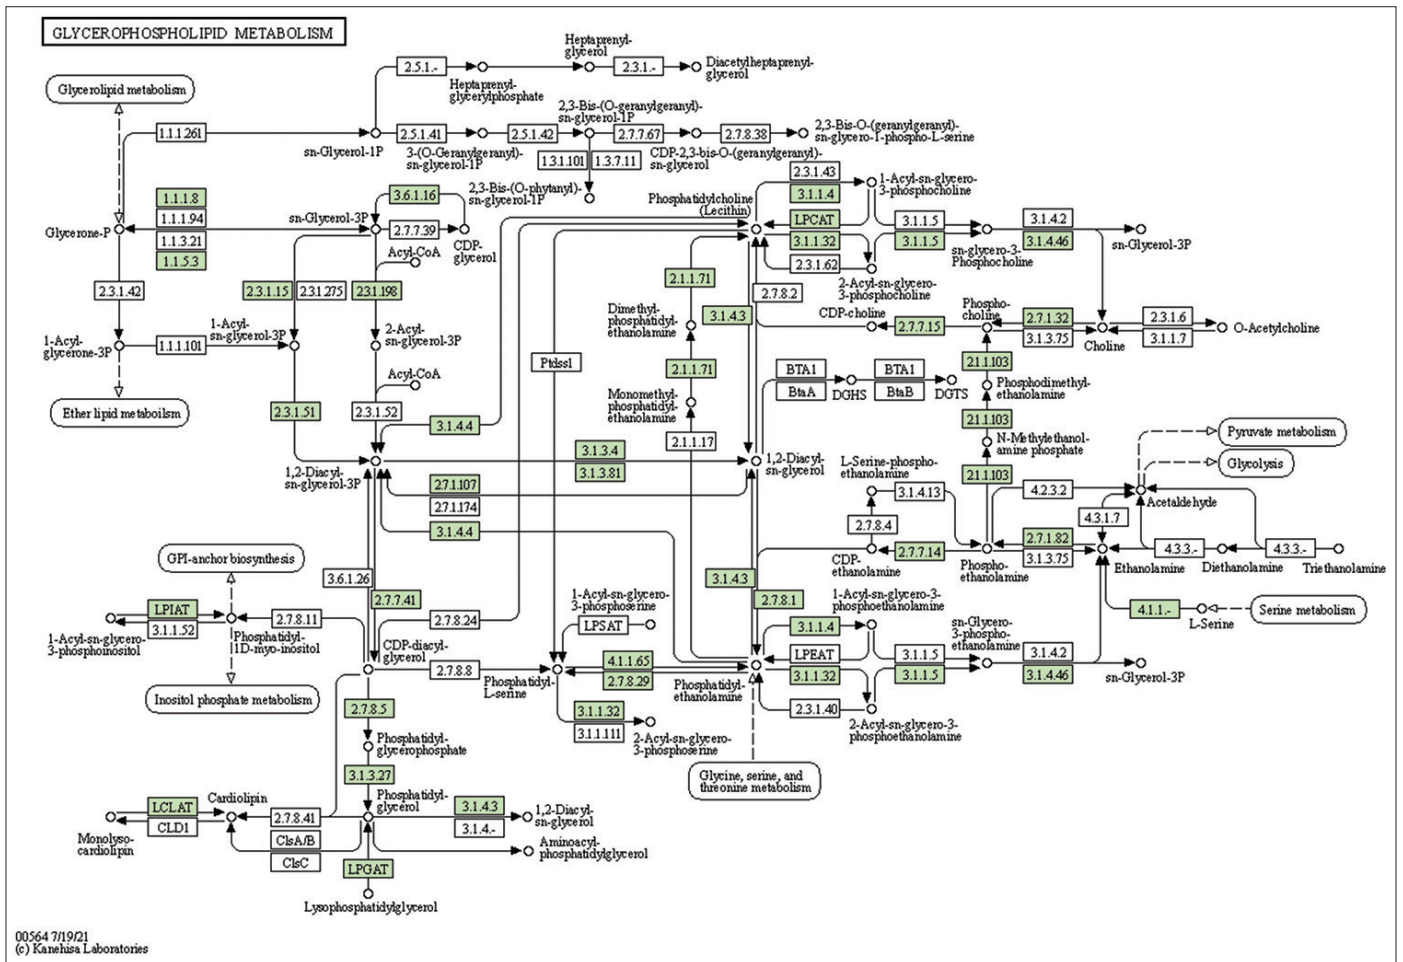 GLYCEROPHOSPHOLIPID METABOLISM
Heptaprenyl-
glycerol
2.5.1.-
2.3.1.-
Diacetylheptaprenyl-
glycerol
Heptaprenyl-
glycerylphosphate
Glycerolipid metabolism
2,3-Bis-(O-geranylgeranyl)-
sn-glycerol-1P
1.1.1.261
2.5.1.41
2.5.1.42
2.7.7.67
2.7.8.38
2,3-Bis-O-(geranylgeranyl)-
sn-glycero-1-phospho-L-serine
sn-Glycerol-1P
3-(O-Geranylgeranyl)-
sn-glycerol-1P
1.3.1.101
1.3.7.11
CDP-2,3-bis-O-(geranylgeranyl)-
sn-glycerol
2,3-Bis-(O-phytanyl)-
sn-glycerol-1P
1.1.1.8
1.1.1.94
1.1.3.21
1.1.5.3
Glycerone-P
sn-Glycerol-3P
3.6.1.16
2.7.7.39
CDP-
glycerol
Acyl-CoA
Phosphatidylcholine
(Lecithin)
2.3.1.43
3.1.1.4
LPCAT
3.1.1.32
2.3.1.62
1-Acyl-sn-glycero-
3-phosphocholine
3.1.1.5
3.1.1.5
3.1.4.2
3.1.4.46
sn-glycero-3-
Phosphocholine
sn-Glycerol-3P
2-Acyl-sn-glycero-
3-phosphocholine
2.3.1.42
2.3.1.15
2.3.1.275
2.3.1.198
2.1.1.71
2.7.8.2
Dimethyl-
phosphatidyl-
ethanolamine
3.1.4.3
CDP-choline
2.7.7.15
Phospho-
choline
2.7.1.32
3.1.3.75
Choline
2.3.1.6
3.1.1.7
O-Acetylcholine
1-Acyl-
glycerone-3P
1.1.1.101
1-Acyl-
sn-glycerol-3P
2-Acyl-
sn-glycerol-3P
Ptdss1
2.1.1.71
2.1.1.103
Acyl-CoA
Monomethyl-
phosphatidyl-
ethanolamine
BTA1
BtaA
DGHS
BTA1
BtaB
DGTS
Phosphodimethyl-
ethanolamine
Ether lipid metaboilsm
2.3.1.51
2.3.1.52
3.1.4.4
2.1.1.17
2.1.1.103
N-Methylethanol-
amine phosphate
Pyruvate metabolism
Glycolysis
3.1.3.4
3.1.3.81
1,2-Diacyl-
sn-glycerol-3P
1,2-Diacyl-
sn-glycerol
2.7.1.107
2.7.1.174
3.1.4.4
L-Serine-phospho-
ethanolamine
3.1.4.13
2.1.1.103
4.2.3.2
Acetaldehyde
2.7.8.4
4.3.1.7
GPI-anchor biosynthesis
CDP-
ethanolamine
2.7.7.14
Phospho-
ethanolamine
2.7.1.82
3.1.3.75
Ethanolamine
4.3.3.-
Diethanolamine
4.3.3.-
Triethanolamine
3.6.1.26
2.7.7.41
3.1.4.3
2.7.8.1
LPIAT
3.1.1.52
1-Acyl-sn-glycero-
3-phosphoinositol
Phosphatidyl-
1D-myo-inositol
2.7.8.11
2.7.8.24
1-Acyl-sn-glycero-
3-phosphoserine
LPSAT
1-Acyl-sn-glycero-3-
phosphoethanolamine
4.1.1.-
L-Serine
Serine metabolism
CDP-diacyl-
glycerol
2.7.8.8
Phosphatidyl-
L-serine
4.1.1.65
2.7.8.29
Phosphatidyl-
ethanolamine
3.1.1.4
LPEAT
3.1.1.32
2.3.1.40
3.1.1.5
3.1.1.5
sn-Glycero-
3-phospho-
ethanolamine
3.1.4.2
3.1.4.46
sn-Glycerol-3P
2-Acyl-sn-glycero-3-
phosphoethanolamine
Inositol phosphate metabolism
2.7.8.5
3.1.1.32
3.1.1.111
2-Acyl-sn-glycero-
3-phosphoserine
Phosphatidyl-
glycerophosphate
3.1.3.27
Glycine, serine, and
threonine metabolism
LCLAT
CLD1
Monolyso-
cardiolipin
Cardiolipin
2.7.8.41
ClsA/B
ClsC
Phosphatidyl-
glycerol
3.1.4.3
3.1.4.-
1,2-Diacyl-
sn-glycerol
Aminoacyl-
phosphatidylglycerol
LPGAT
Lysophosphatidylglycerol
00564 7/19/21
(c) Kanehisa Laboratories